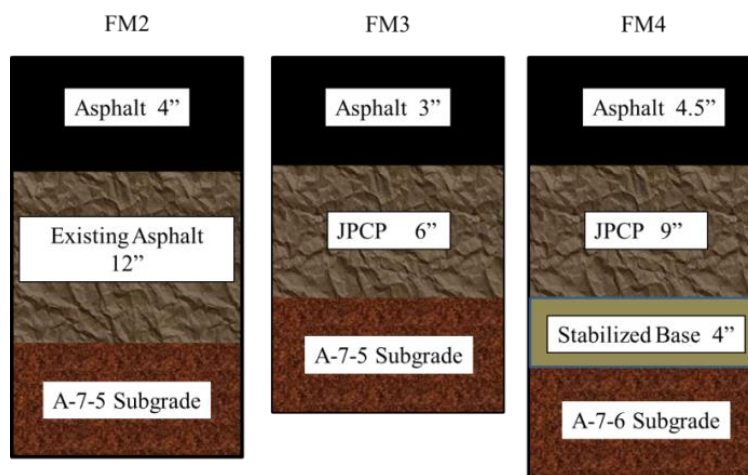 FM2
FM3
FM4
Asphalt 4”
Asphalt 3”
Asphalt 4.5”
Existing Asphalt
12”
JPCP 6”
JPCP 9”
Stabilized Base 4”
A-7-5 Subgrade
A-7-5 Subgrade
A-7-6 Subgrade